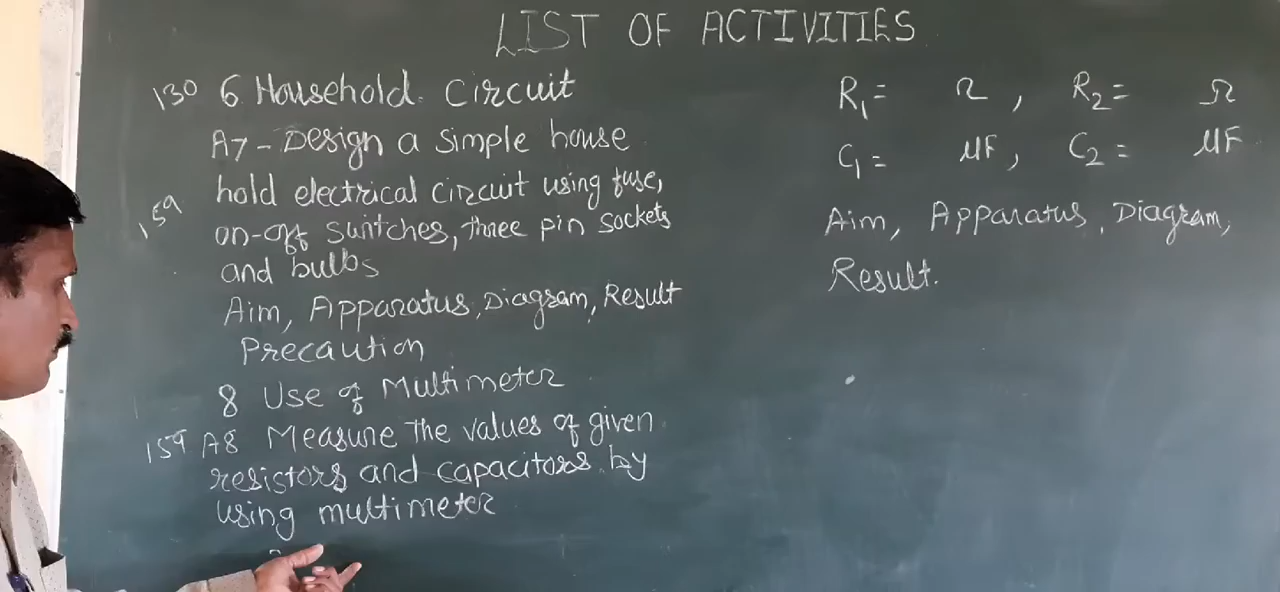 LIST OF ACTIVITIES
130 6 Household Circuit
A7 - Design a simple house
hold electrical circuit using fuse,
159 on-off switches, three pin sockets
and bulbs
Aim, Apparatus, Diagram, Result
Precaution
8 Use of Multimeter
159 A8 Measure the values of given
resistors and capacitors by
using multimeter
R₁ = Ω, R₂ = Ω
C₁ = μF, C₂ = μF
Aim, Apparatus, Diagram,
Result.